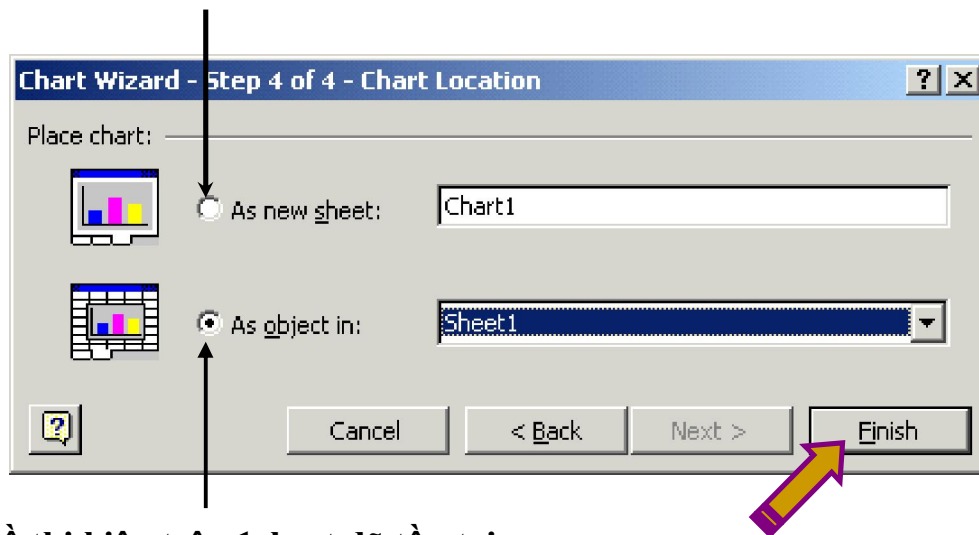 Chart Wizard - Step 4 of 4 - Chart Location
Place chart:
As new sheet:
Chart1
As object in:
Sheet1
Cancel
< Back
Next >
Finish